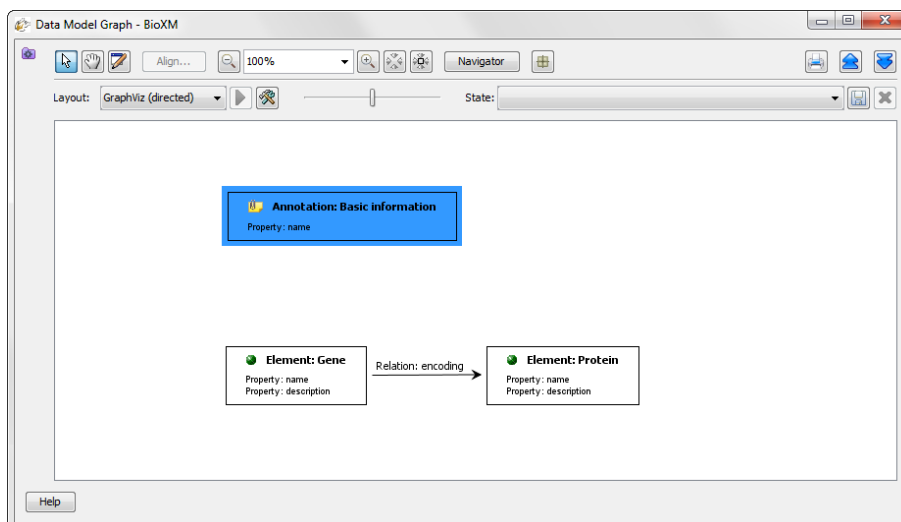 Data Model Graph - BioXM
Align...
100%
Navigator
Layout:
GraphViz (directed)
State:
Annotation: Basic information
Property: name
Element: Gene
Property: name
Property: description
Relation: encoding
Element: Protein
Property: name
Property: description
Help